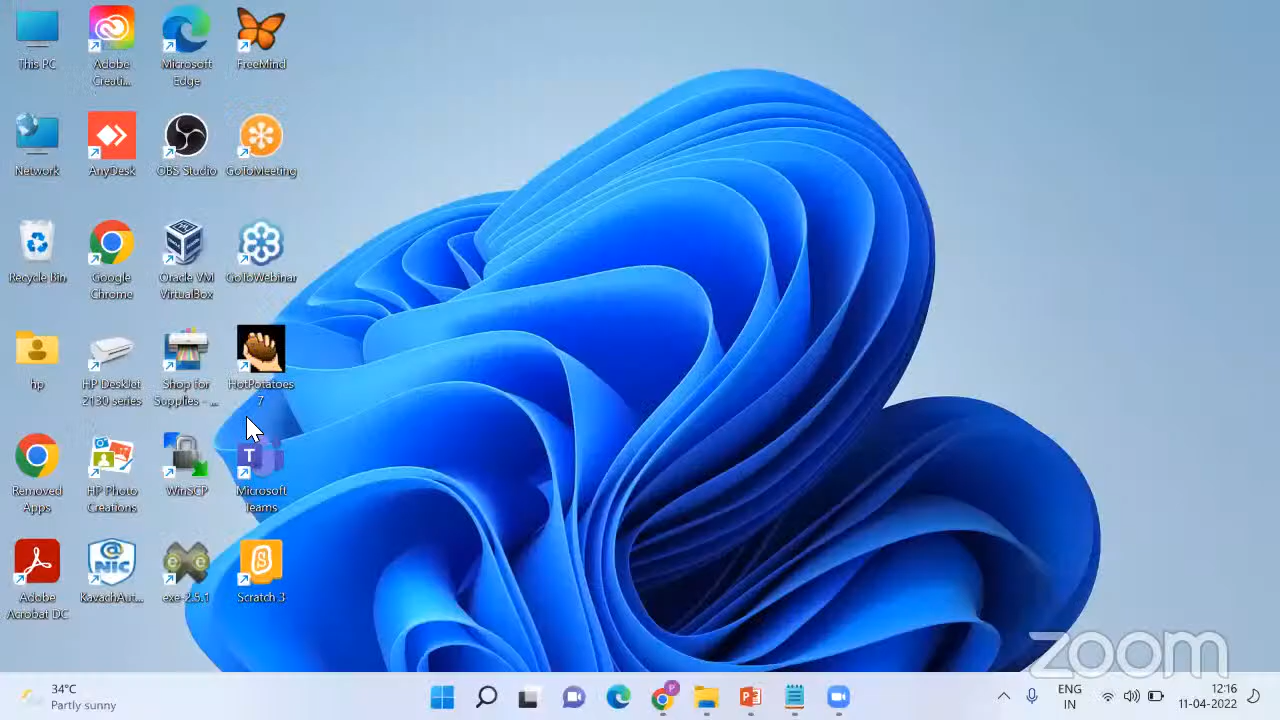 This PC
Adobe
Creati...
Microsoft
Edge
FreeMind
Network
AnyDesk
OBS Studio
GoToMeeting
Recycle Bin
Google
Chrome
Oracle VM
VirtualBox
GoToWebinar
hp
HP DeskJet
2130 series
Shop for
Supplies - ...
HotPotatoes
7
Removed
Apps
HP Photo
Creations
WinSCP
T
Microsoft
Teams
Adobe
Acrobat DC
@
NIC
KavachAut...
exe-2.5.1
Scratch 3
zoom
34°C
Partly sunny
P
ENG
IN
11-04-2022